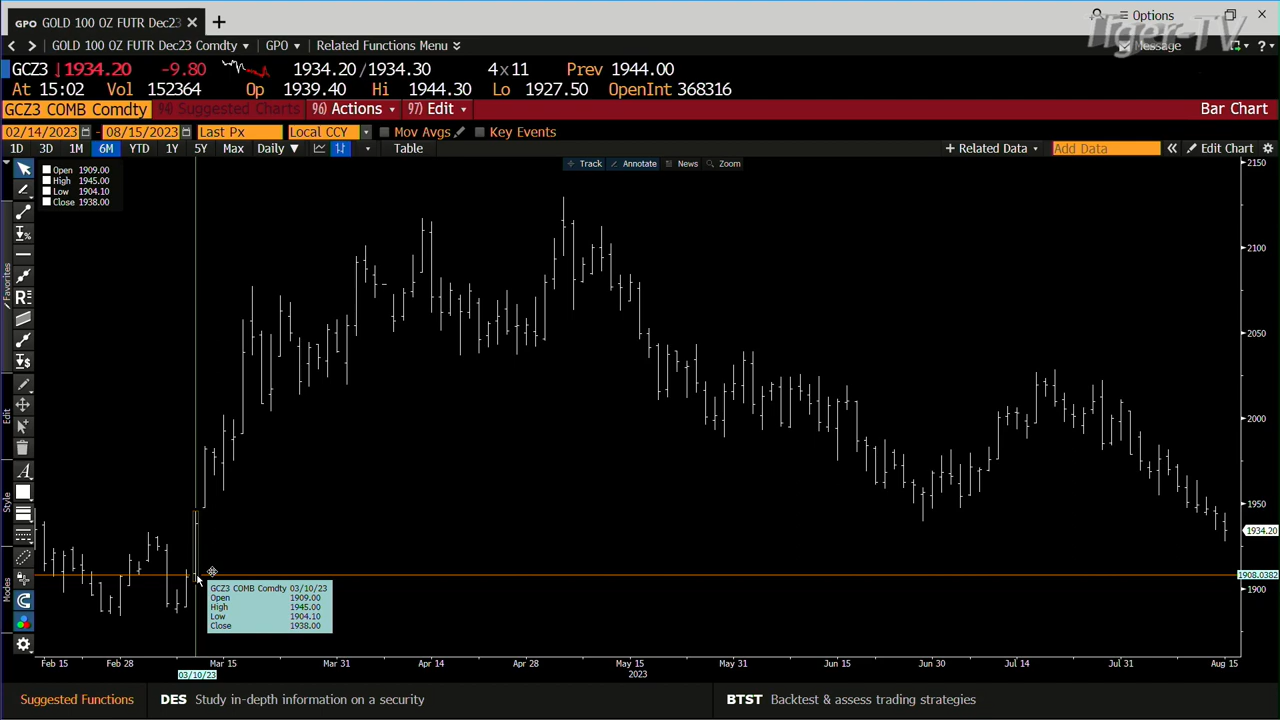 GPO GOLD 100 OZ FUTR Dec23
Options
Tiger-TV
GOLD 100 OZ FUTR Dec23 Comdty GPO Related Functions Menu
Message
GCZ3 1934.20 -9.80 1934.20/1934.30 4x11 Prev 1944.00
At 15:02 Vol 152364 Op 1939.40 Hi 1944.30 Lo 1927.50 OpenInt 368316
GCZ3 COMB Comdty 94) Suggested Charts 96) Actions 97) Edit Bar Chart
02/14/2023 - 08/15/2023 Last Px Local CCY Mov Avgs Key Events
1D 3D 1M 6M YTD 1Y 5Y Max Daily Table + Related Data Add Data Edit Chart
Track Annotate News Zoom
Open 1909.00
High 1945.00
Low 1904.10
Close 1938.00
Favorites
Edit
Style
Modes
2150
2100
2050
2000
1950
1934.20
1908.0382
1900
GCZ3 COMB Comdty 03/10/23
Open 1909.00
High 1945.00
Low 1904.10
Close 1938.00
Feb 15 Feb 28 Mar 15 Mar 31 Apr 14 Apr 28 May 15 May 31 Jun 15 Jun 30 Jul 14 Jul 31 Aug 15
03/10/23
2023
Suggested Functions DES Study in-depth information on a security BTST Backtest & assess trading strategies